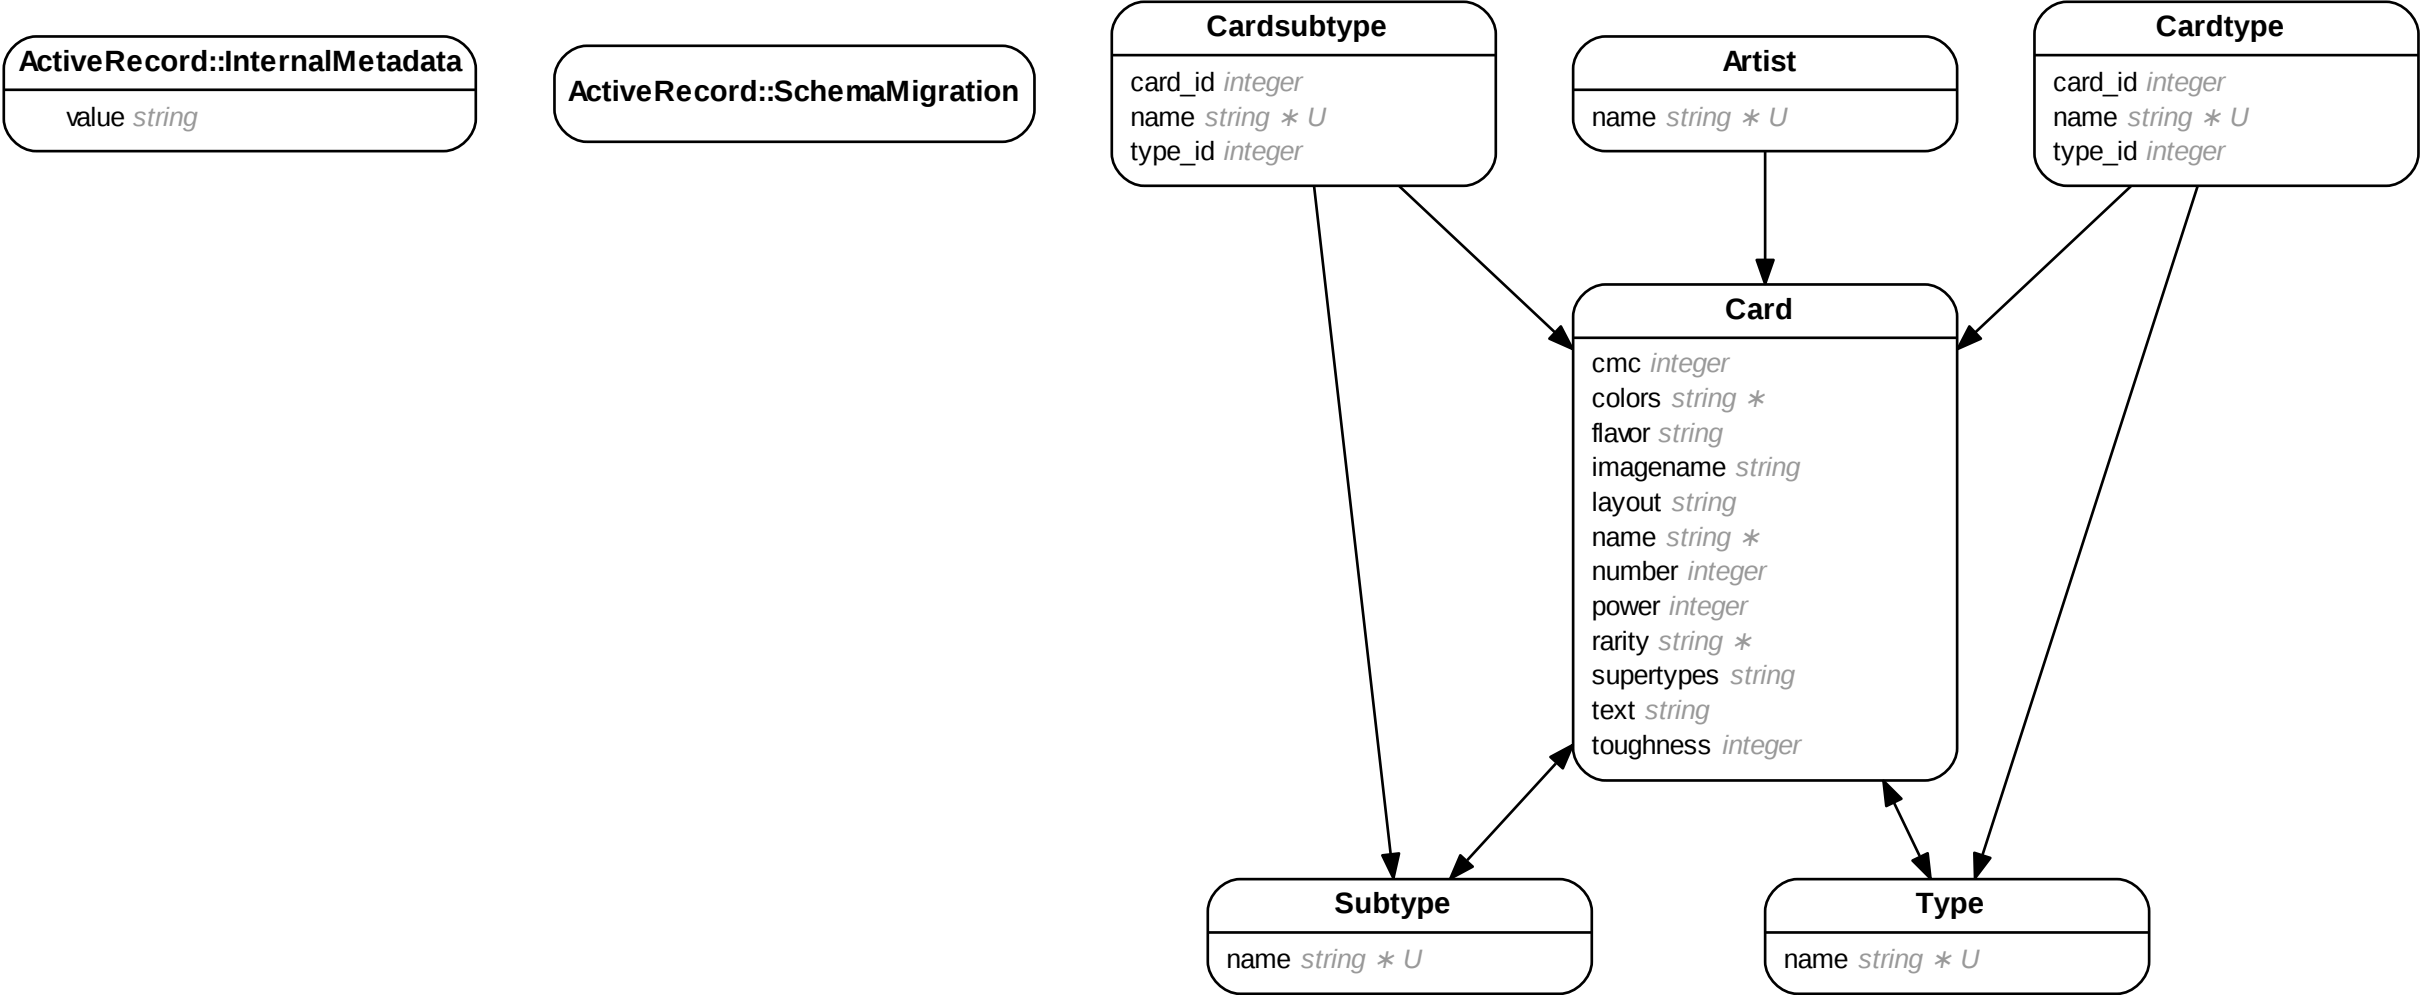 ActiveRecord::InternalMetadata
value string
ActiveRecord::SchemaMigration
Cardsubtype
card_id integer
name string ∗ U
type_id integer
Artist
name string ∗ U
Cardtype
card_id integer
name string ∗ U
type_id integer
Card
cmc integer
colors string ∗
flavor string
imagename string
layout string
name string ∗
number integer
power integer
rarity string ∗
supertypes string
text string
toughness integer
Subtype
name string ∗ U
Type
name string ∗ U